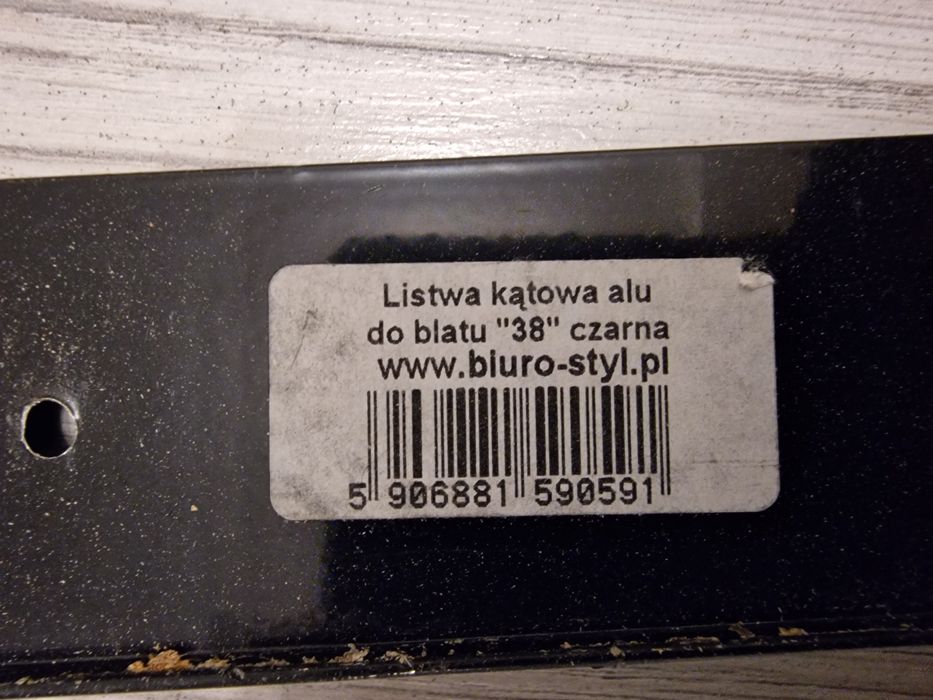 Listwa kątowa alu
do blatu "38" czarna
www.biuro-styl.pl
5 906881 590591